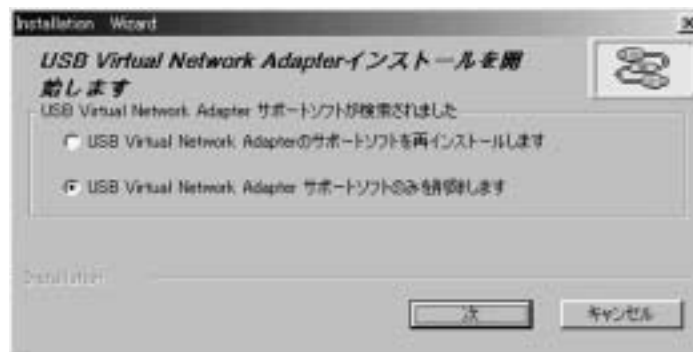 Installation Wizard
USB Virtual Network Adapterインストールを開
始します
USB Virtual Network Adapter サポートソフトが検索されました
USB Virtual Network Adapterのサポートソフトを再インストールします
USB Virtual Network Adapter サポートソフトのみを削除します
Installation
次
キャンセル